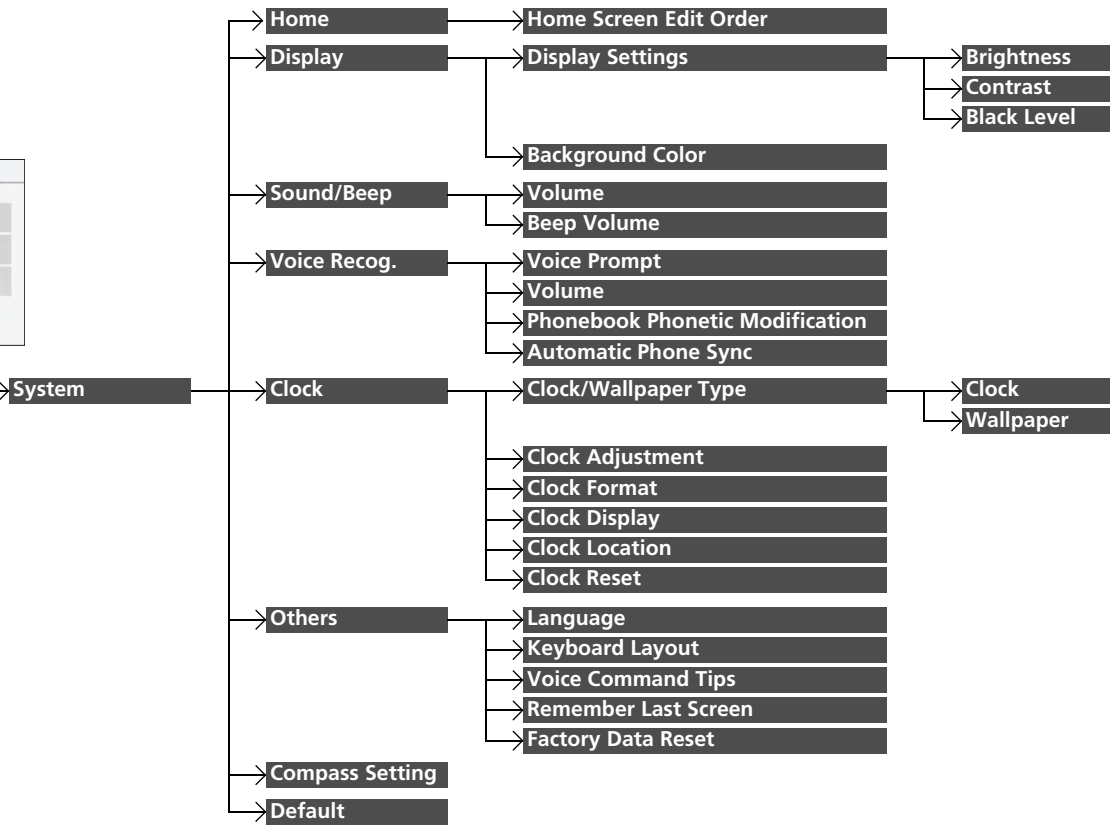 Home
Home Screen Edit Order
Display
Display Settings
Brightness
Contrast
Black Level
Background Color
Sound/Beep
Volume
Beep Volume
Voice Recog.
Voice Prompt
Volume
Phonebook Phonetic Modification
Automatic Phone Sync
System
Clock
Clock/Wallpaper Type
Clock
Wallpaper
Clock Adjustment
Clock Format
Clock Display
Clock Location
Clock Reset
Others
Language
Keyboard Layout
Voice Command Tips
Remember Last Screen
Factory Data Reset
Compass Setting
Default